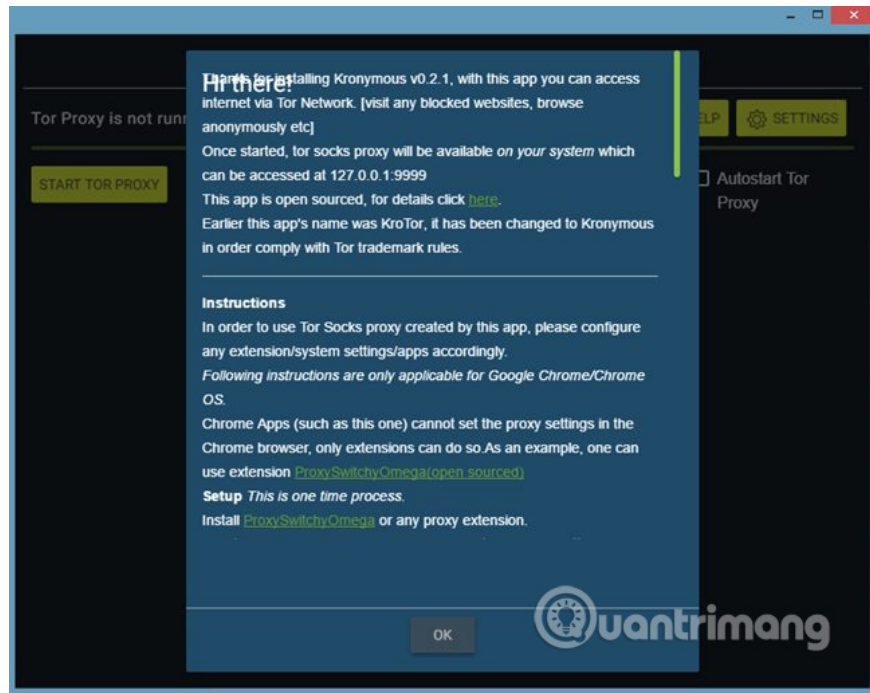 Hi there!
Thanks for installing Kronymous v0.2.1, with this app you can access
internet via Tor Network. [visit any blocked websites, browse
anonymously etc]
Once started, tor socks proxy will be available on your system which
can be accessed at 127.0.0.1:9999
This app is open sourced, for details click here.
Earlier this app's name was KroTor, it has been changed to Kronymous
in order comply with Tor trademark rules.
Instructions
In order to use Tor Socks proxy created by this app, please configure
any extension/system settings/apps accordingly.
Following instructions are only applicable for Google Chrome/Chrome
OS.
Chrome Apps (such as this one) cannot set the proxy settings in the
Chrome browser, only extensions can do so.As an example, one can
use extension ProxySwitchyOmega(open sourced)
Setup This is one time process.
Install ProxySwitchyOmega or any proxy extension.
OK
Tor Proxy is not
SETTINGS
START TOR PROXY
Autostart Tor
Proxy
Quantrimang